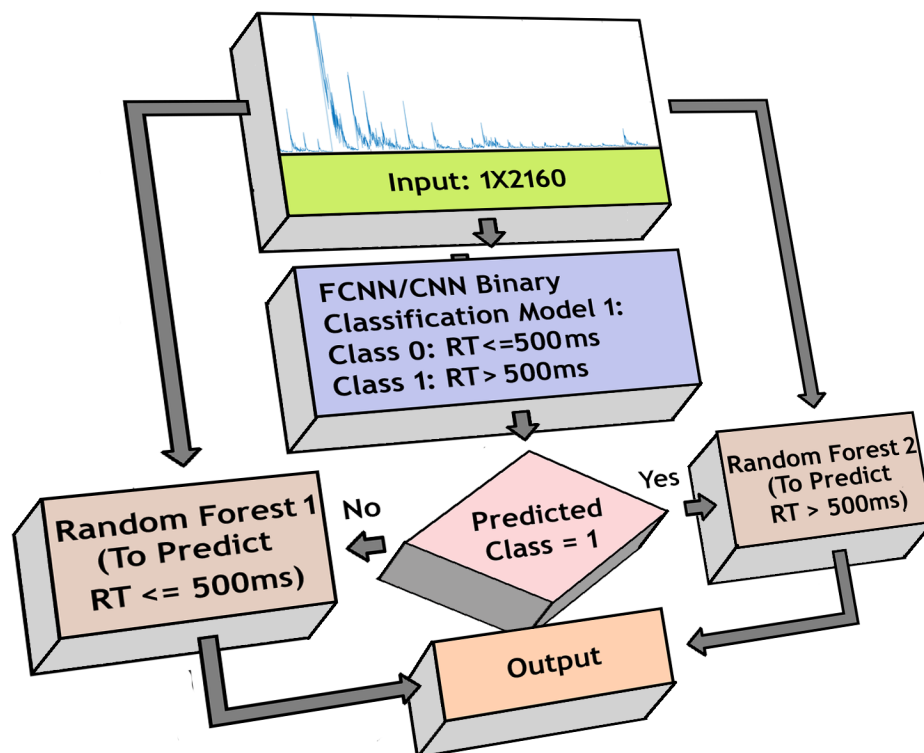 Input: 1X2160
FCNN/CNN Binary
Classification Model 1:
Class 0: RT<=500ms
Class 1: RT> 500ms
Predicted
Class = 1
No
Yes
Random Forest 1
(To Predict
RT <= 500ms)
Random Forest 2
(To Predict
RT > 500ms)
Output